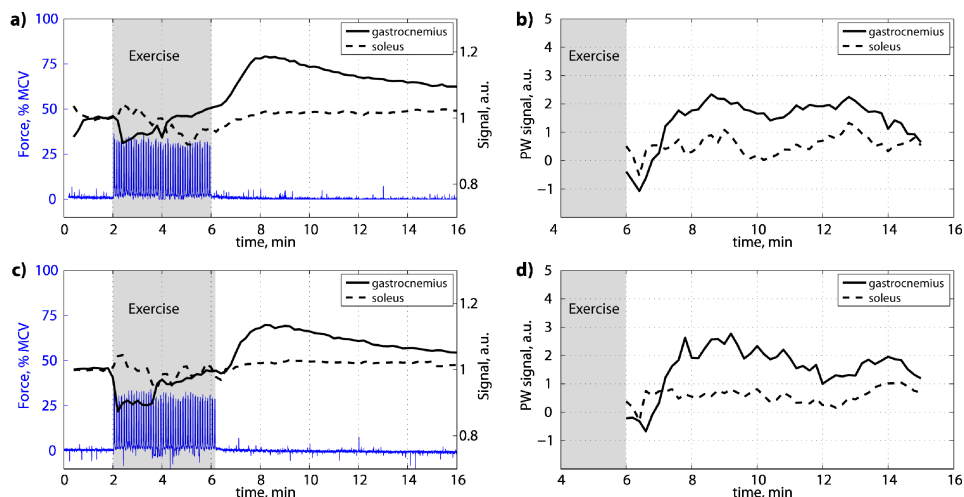 a)
100
75
50
25
0
Force, % MCV
Exercise
gastrocnemius
soleus
1.2
1
0.8
Signal, a.u.
0 2 4 6 8 10 12 14 16
time, min
b)
5
4
3
2
1
0
−1
PW signal, a.u.
Exercise
gastrocnemius
soleus
4 6 8 10 12 14 16
time, min
c)
100
75
50
25
0
Force, % MCV
Exercise
gastrocnemius
soleus
1.2
1
0.8
Signal, a.u.
0 2 4 6 8 10 12 14 16
time, min
d)
5
4
3
2
1
0
−1
PW signal, a.u.
Exercise
gastrocnemius
soleus
4 6 8 10 12 14 16
time, min